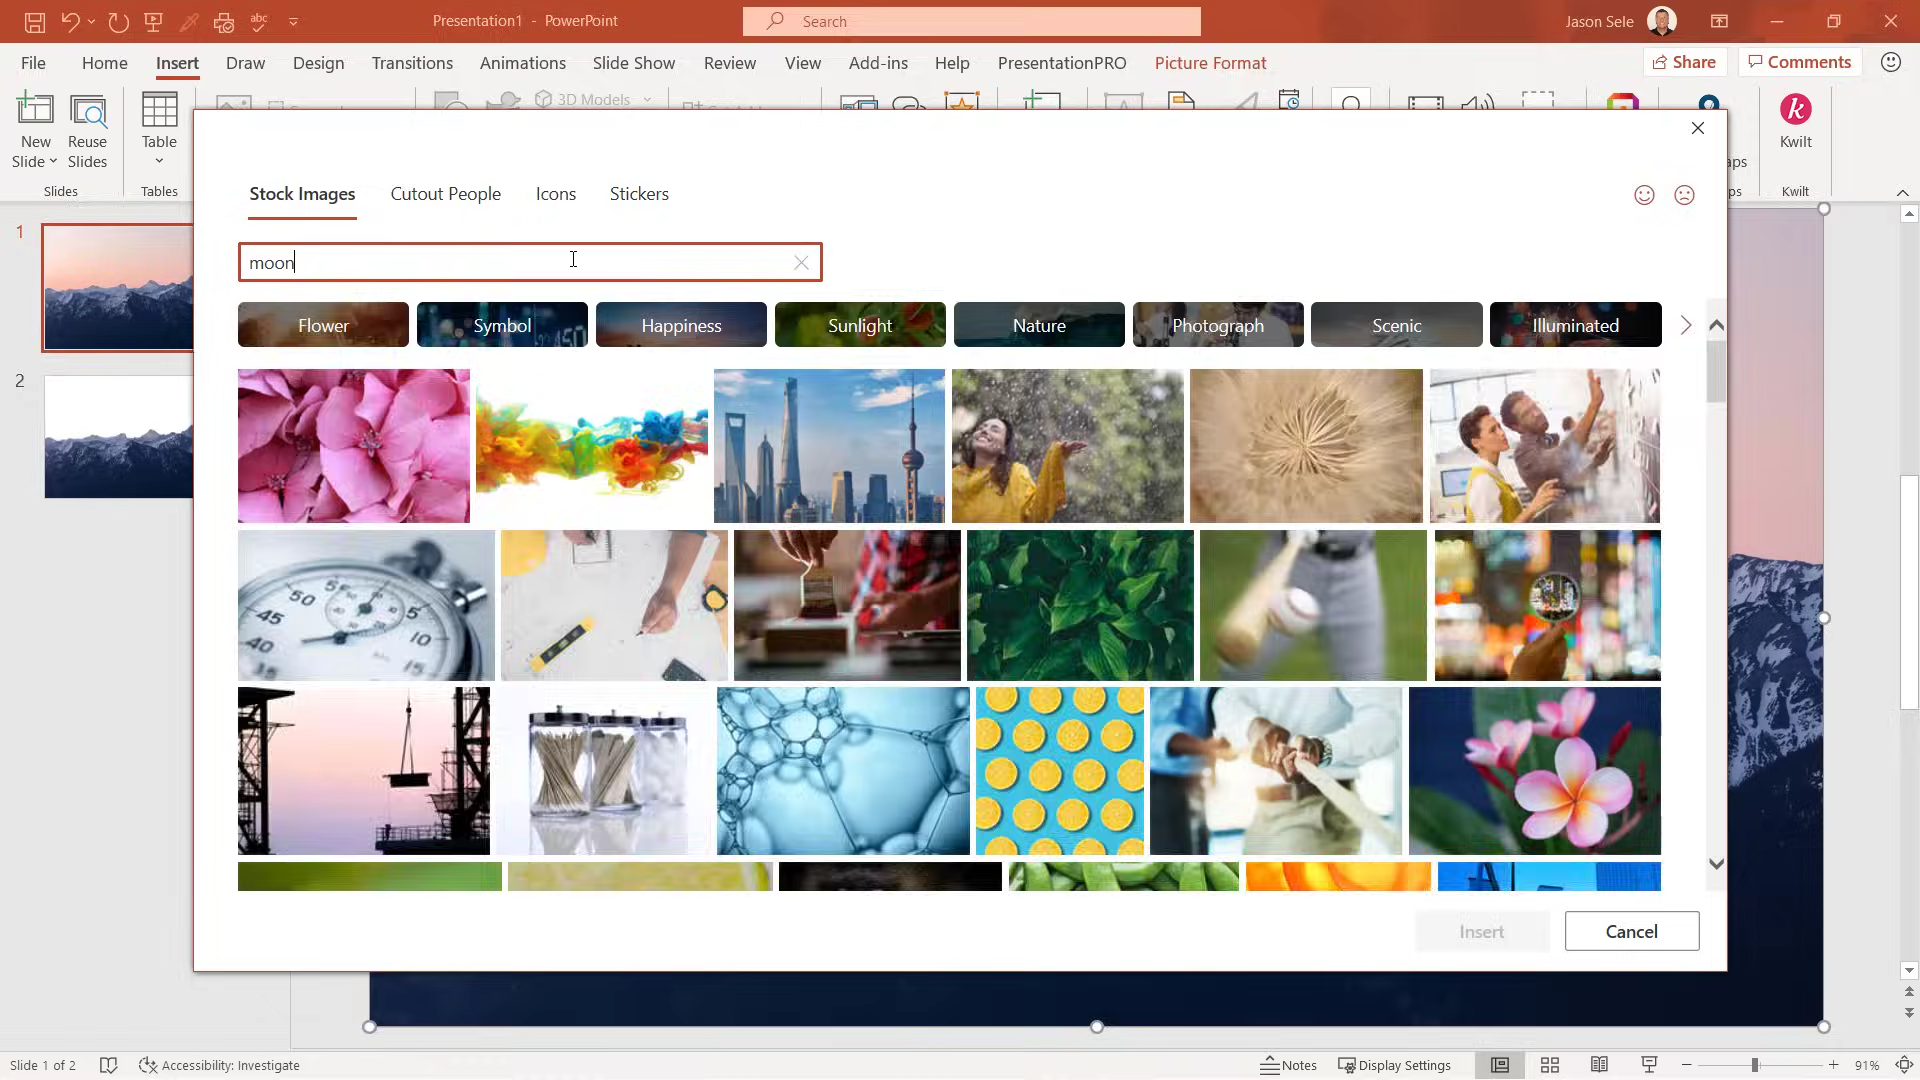 abc
Presentation1 - PowerPoint
Search
Jason Sele
File
Home
Insert
Draw
Design
Transitions
Animations
Slide Show
Review
View
Add-ins
Help
PresentationPRO
Picture Format
Share
Comments
New
Slide
Reuse
Slides
Slides
Table
Tables
3D Models
k
Kwilt
Kwilt
Stock Images
Cutout People
Icons
Stickers
moon
Flower
Symbol
Happiness
Sunlight
Nature
Photograph
Scenic
Illuminated
1
2
Insert
Cancel
Slide 1 of 2
Accessibility: Investigate
Notes
Display Settings
91%